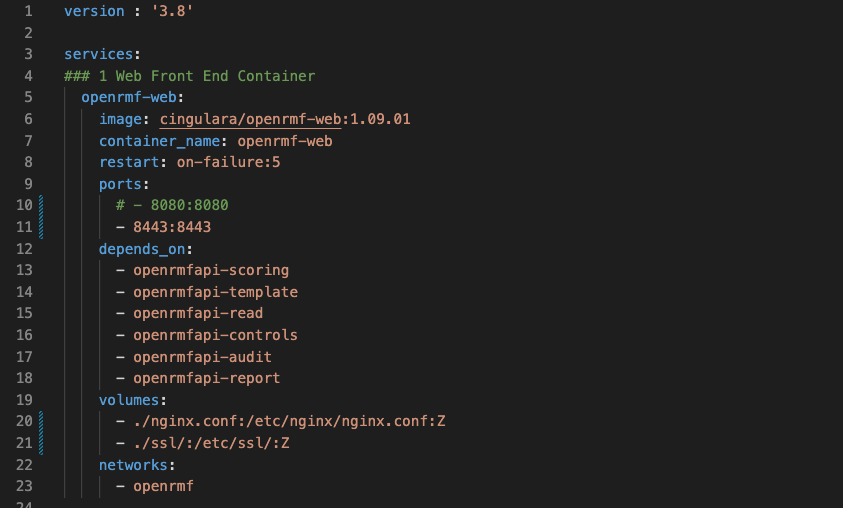 1 version : '3.8'
2
3 services:
4 ### 1 Web Front End Container
5 openrmf-web:
6 image: cingulara/openrmf-web:1.09.01
7 container_name: openrmf-web
8 restart: on-failure:5
9 ports:
10 # - 8080:8080
11 - 8443:8443
12 depends_on:
13 - openrmfapi-scoring
14 - openrmfapi-template
15 - openrmfapi-read
16 - openrmfapi-controls
17 - openrmfapi-audit
18 - openrmfapi-report
19 volumes:
20 - ./nginx.conf:/etc/nginx/nginx.conf:Z
21 - ./ssl/:/etc/ssl/:Z
22 networks:
23 - openrmf
24